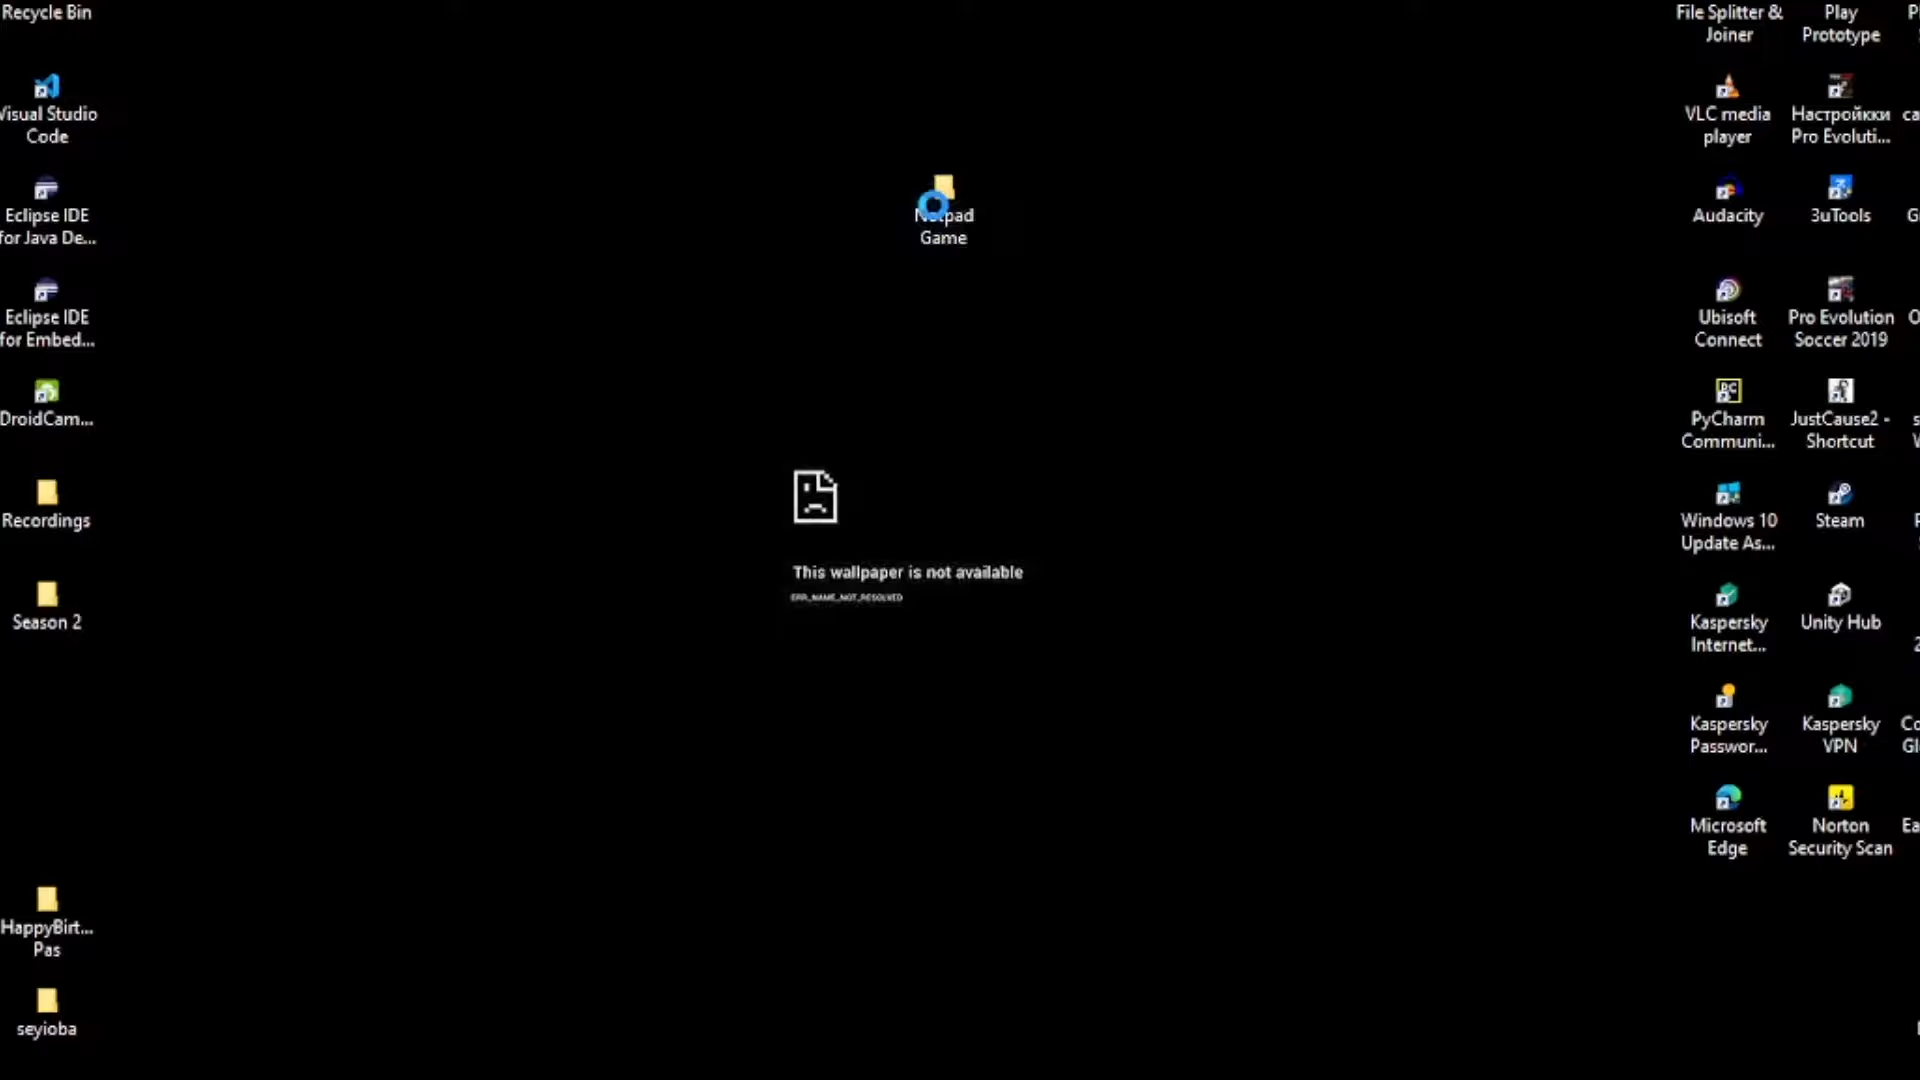 Recycle Bin
Visual Studio
Code
Eclipse IDE
for Java De...
Eclipse IDE
for Embed...
DroidCam...
Recordings
Season 2
HappyBirt...
Pas
seyioba
Notpad
Game
This wallpaper is not available
ERR_NAME_NOT_RESOLVED
File Splitter &
Joiner
VLC media
player
Audacity
Ubisoft
Connect
PyCharm
Communi...
Windows 10
Update As...
Kaspersky
Internet...
Kaspersky
Passwor...
Microsoft
Edge
Play
Prototype
Настройкки
Pro Evoluti...
3uTools
Pro Evolution
Soccer 2019
JustCause2 -
Shortcut
Steam
Unity Hub
Kaspersky
VPN
Norton
Security Scan